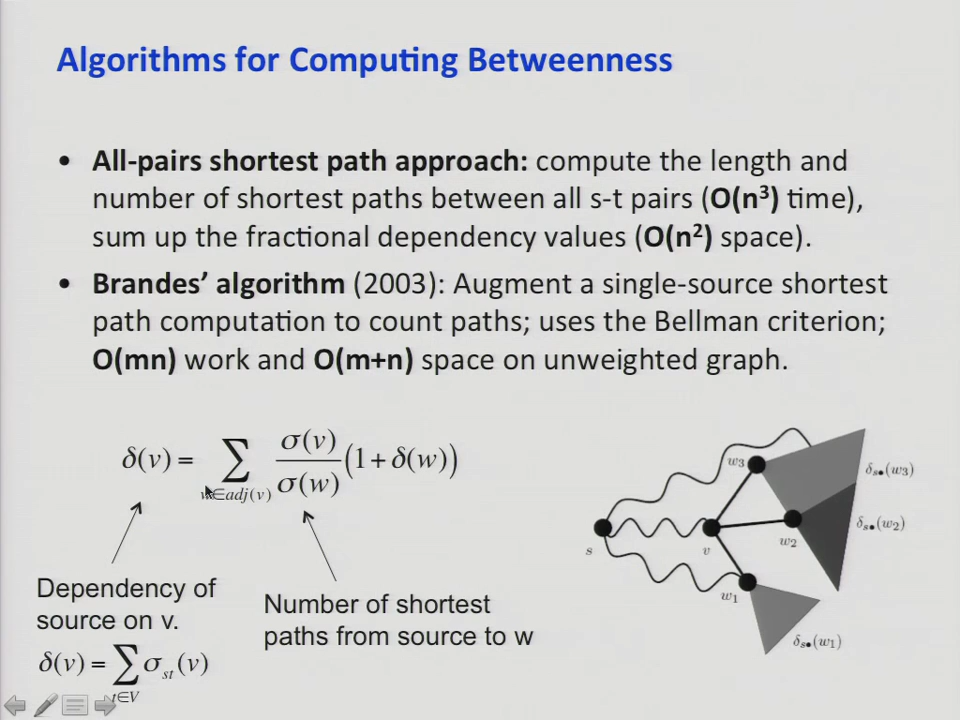 Algorithms for Computing Betweenness
• All-pairs shortest path approach: compute the length and
number of shortest paths between all s-t pairs (O(n³) time),
sum up the fractional dependency values (O(n²) space).
• Brandes’ algorithm (2003): Augment a single-source shortest
path computation to count paths; uses the Bellman criterion;
O(mn) work and O(m+n) space on unweighted graph.
δ(v) = ∑ σ(v)/σ(w) (1 + δ(w))
w∈adj(v)
Dependency of
source on v.
δ(v) = ∑ σst (v)
t∈V
Number of shortest
paths from source to w
w3
δs•(w3)
s
v
w2
δs•(w2)
w1
δs•(w1)